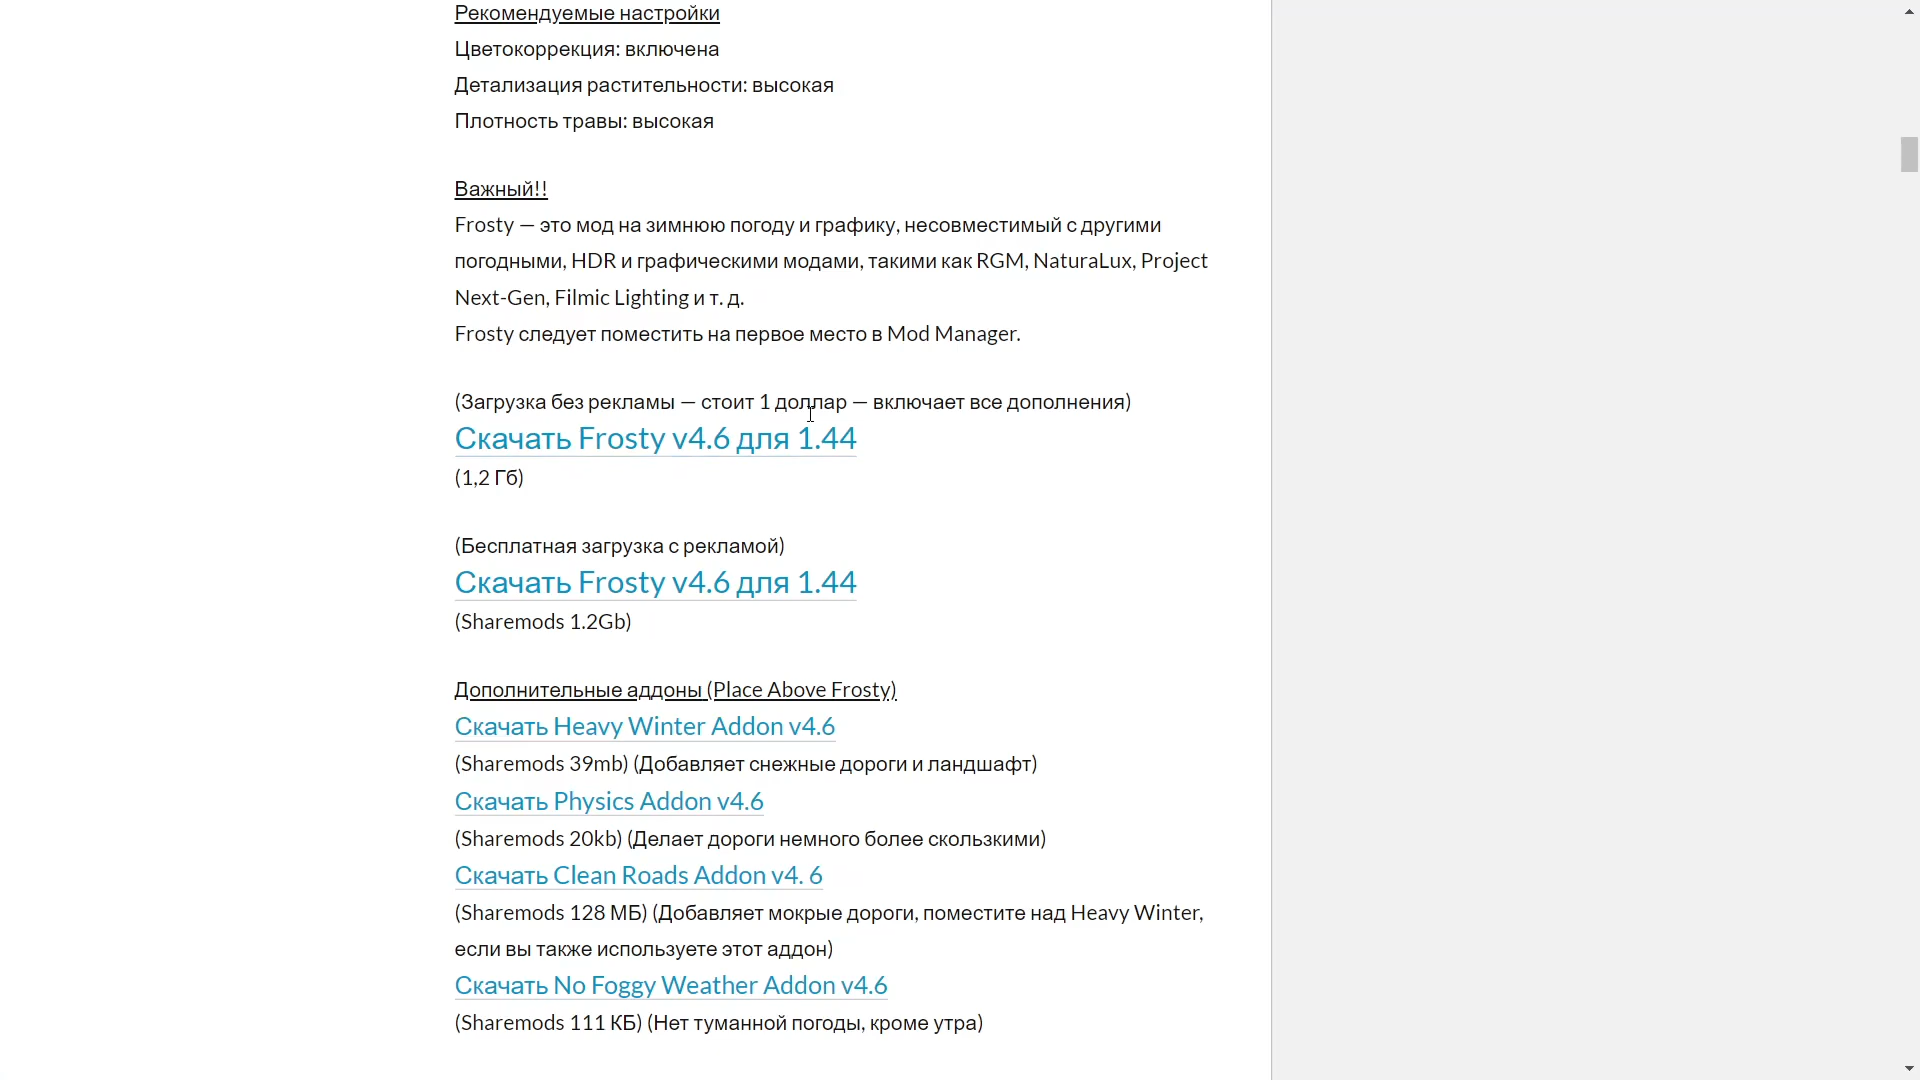 Рекомендуемые настройки
Цветокоррекция: включена
Детализация растительности: высокая
Плотность травы: высокая
Важный!!
Frosty — это мод на зимнюю погоду и графику, несовместимый с другими
погодными, HDR и графическими модами, такими как RGM, NaturaLux, Project
Next-Gen, Filmic Lighting и т. д.
Frosty следует поместить на первое место в Mod Manager.
(Загрузка без рекламы — стоит 1 доллар — включает все дополнения)
Скачать Frosty v4.6 для 1.44
(1,2 Гб)
(Бесплатная загрузка с рекламой)
Скачать Frosty v4.6 для 1.44
(Sharemods 1.2Gb)
Дополнительные аддоны (Place Above Frosty)
Скачать Heavy Winter Addon v4.6
(Sharemods 39mb) (Добавляет снежные дороги и ландшафт)
Скачать Physics Addon v4.6
(Sharemods 20kb) (Делает дороги немного более скользкими)
Скачать Clean Roads Addon v4. 6
(Sharemods 128 МБ) (Добавляет мокрые дороги, поместите над Heavy Winter,
если вы также используете этот аддон)
Скачать No Foggy Weather Addon v4.6
(Sharemods 111 КБ) (Нет туманной погоды, кроме утра)